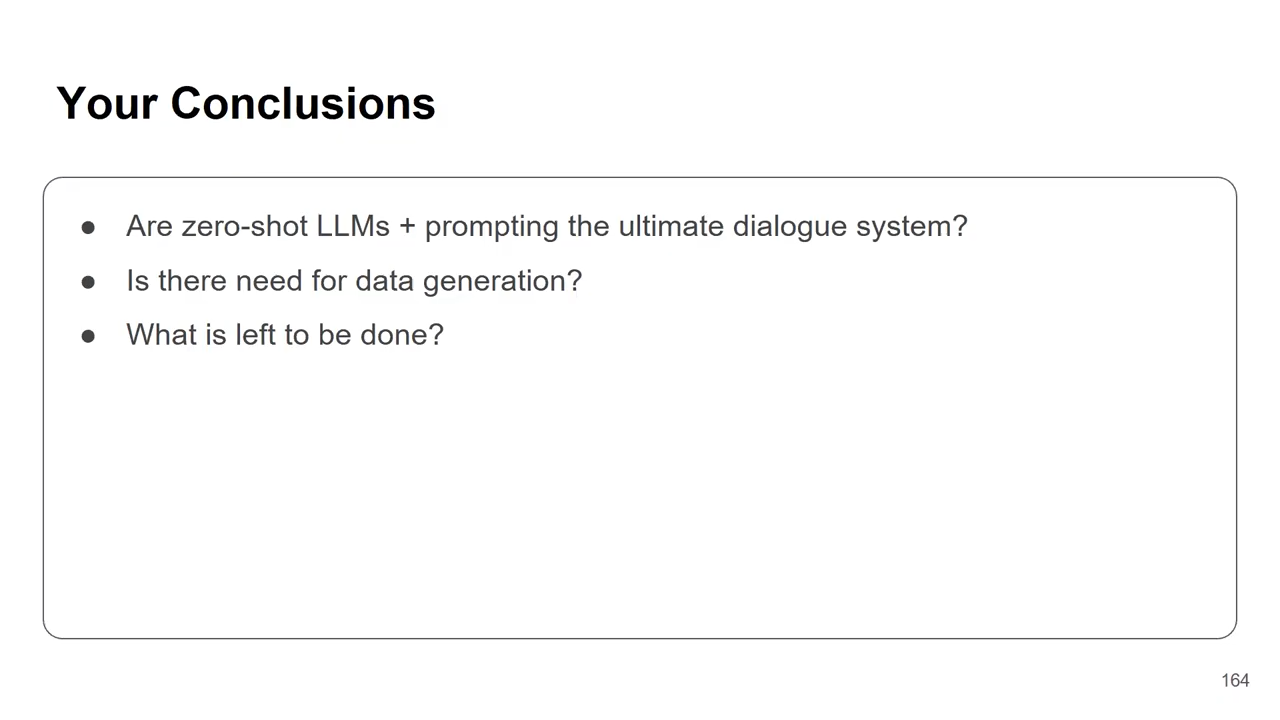 Your Conclusions
● Are zero-shot LLMs + prompting the ultimate dialogue system?
● Is there need for data generation?
● What is left to be done?
164